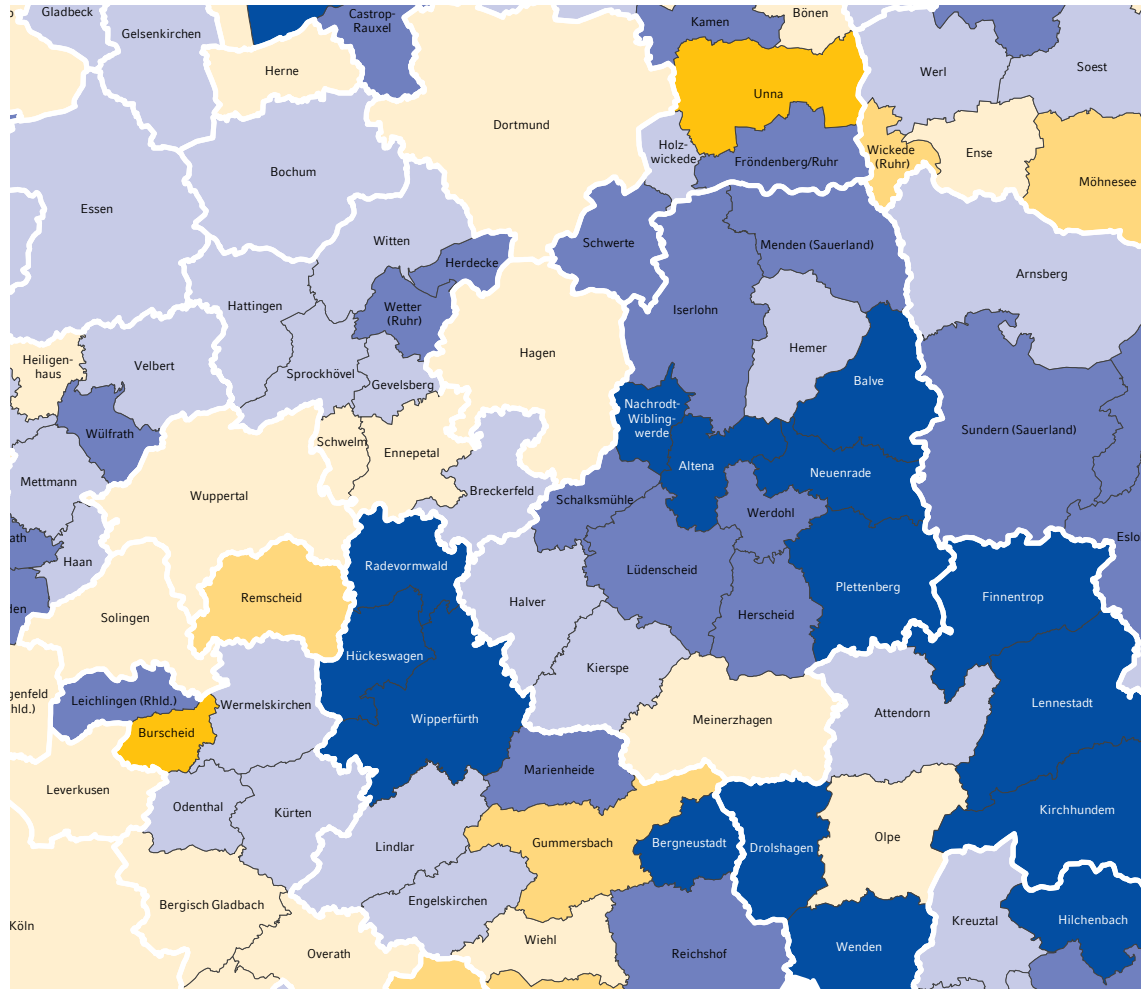 Gladbeck
Gelsenkirchen
Castrop-
Rauxel
Kamen
Bönen
Herne
Werl
Soest
Unna
Dortmund
Holz-
wickede
Fröndenberg/Ruhr
Wickede
(Ruhr)
Ense
Möhnesee
Bochum
Essen
Witten
Schwerte
Menden (Sauerland)
Herdecke
Arnsberg
Hattingen
Wetter
(Ruhr)
Iserlohn
Hemer
Hagen
Heiligen-
haus
Velbert
Sprockhövel
Gevelsberg
Balve
Nachrodt-
Wibling-
werde
Wülfrath
Schwelm
Ennepetal
Sundern (Sauerland)
Altena
Neuenrade
Mettmann
Wuppertal
Breckerfeld
Schalksmühle
Werdohl
ath
Eslo
Haan
Radevormwald
Lüdenscheid
Plettenberg
Finnentrop
Remscheid
Halver
den
Solingen
Herscheid
Hückeswagen
Kierspe
genfeld
hld.)
Leichlingen (Rhld.)
Wermelskirchen
Lennestadt
Attendorn
Wipperfürth
Meinerzhagen
Burscheid
Marienheide
Leverkusen
Odenthal
Kürten
Kirchhundem
Olpe
Gummersbach
Bergneustadt
Drolshagen
Lindlar
Engelskirchen
Bergisch Gladbach
Köln
Kreuztal
Hilchenbach
Wiehl
Overath
Reichshof
Wenden